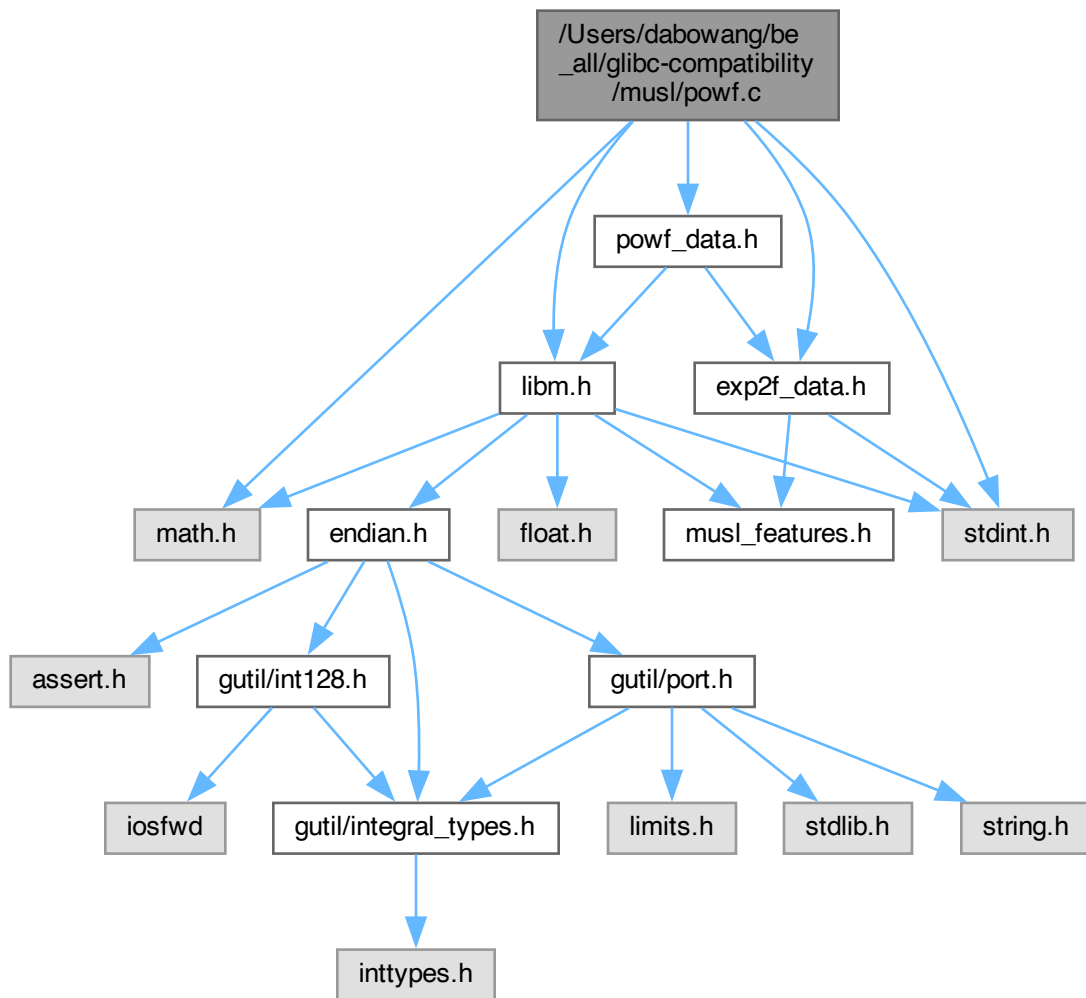 /Users/dabowang/be
_all/glibc-compatibility
/musl/powf.c
powf_data.h
libm.h
exp2f_data.h
math.h
endian.h
float.h
musl_features.h
stdint.h
assert.h
gutil/int128.h
gutil/port.h
iosfwd
gutil/integral_types.h
limits.h
stdlib.h
string.h
inttypes.h